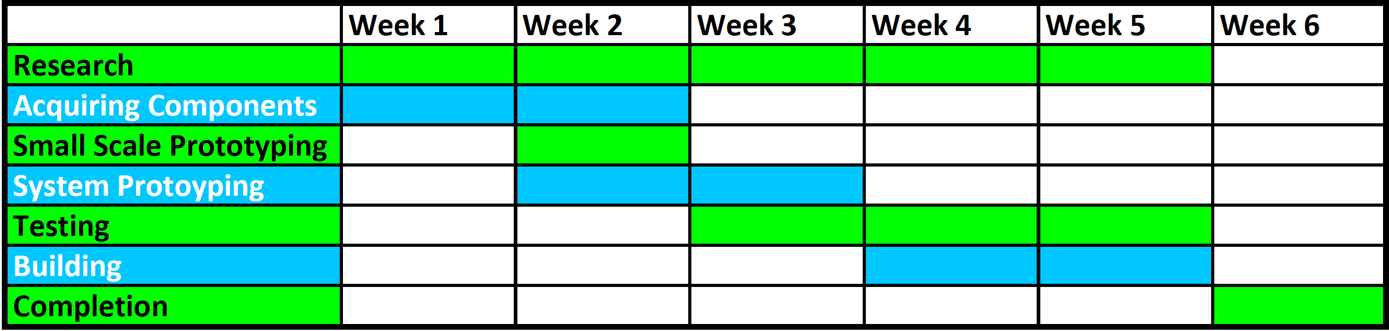 Week 1 Week 2 Week 3 Week 4 Week 5 Week 6
Research
Acquiring Components
Small Scale Prototyping
System Protoyping
Testing
Building
Completion